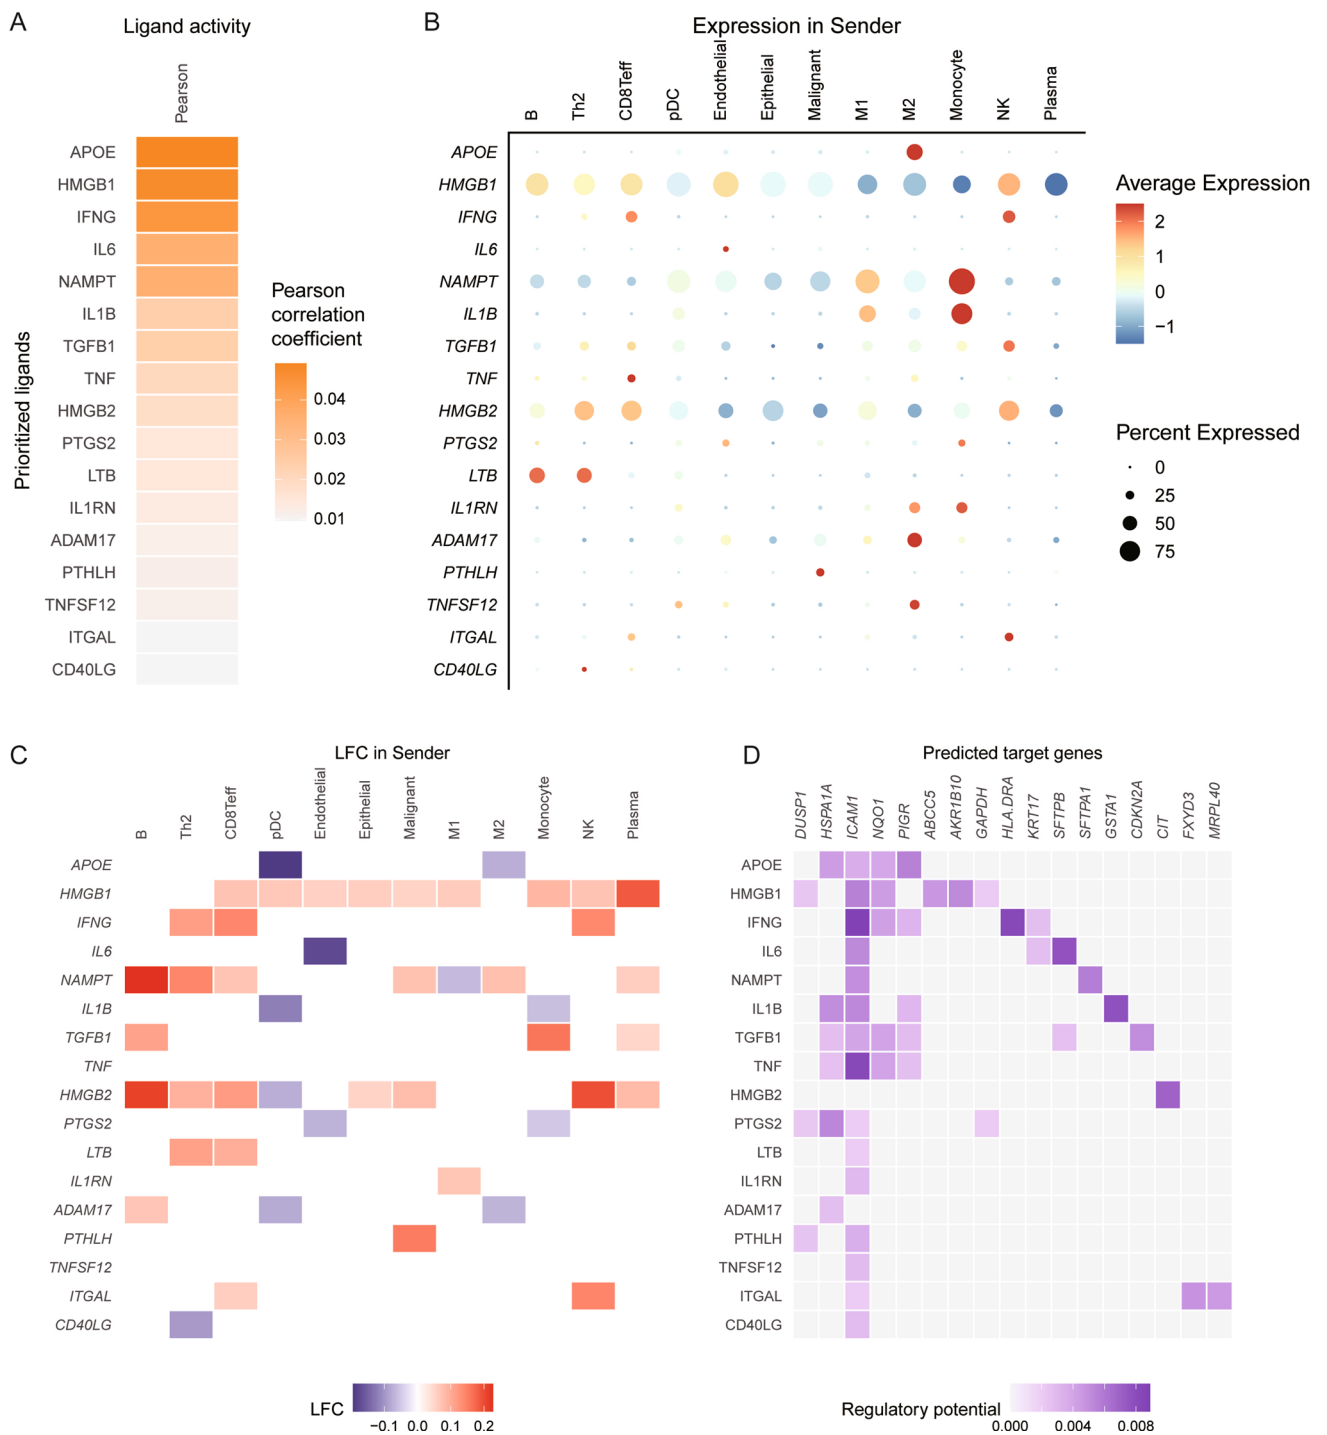 A
Ligand activity
Pearson
Prioritized ligands
APOE
HMGB1
IFNG
IL6
NAMPT
IL1B
TGFB1
TNF
HMGB2
PTGS2
LTB
IL1RN
ADAM17
PTHLH
TNFSF12
ITGAL
CD40LG
Pearson
correlation
coefficient
0.04
0.03
0.02
0.01
B
Expression in Sender
B Th2 CD8Teff pDC Endothelial Epithelial Malignant M1 M2 Monocyte NK Plasma
APOE
HMGB1
IFNG
IL6
NAMPT
IL1B
TGFB1
TNF
HMGB2
PTGS2
LTB
IL1RN
ADAM17
PTHLH
TNFSF12
ITGAL
CD40LG
Average Expression
2
1
0
−1
Percent Expressed
0
25
50
75
C
LFC in Sender
B Th2 CD8Teff pDC Endothelial Epithelial Malignant M1 M2 Monocyte NK Plasma
APOE
HMGB1
IFNG
IL6
NAMPT
IL1B
TGFB1
TNF
HMGB2
PTGS2
LTB
IL1RN
ADAM17
PTHLH
TNFSF12
ITGAL
CD40LG
LFC
−0.1 0.0 0.1 0.2
D
Predicted target genes
DUSP1 HSPA1A ICAM1 NQO1 PIGR ABCC5 AKR1B10 GAPDH HLA.DRA KRT17 SFTPB SFTPA1 GSTA1 CDKN2A CIT FXYD3 MRPL40
APOE
HMGB1
IFNG
IL6
NAMPT
IL1B
TGFB1
TNF
HMGB2
PTGS2
LTB
IL1RN
ADAM17
PTHLH
TNFSF12
ITGAL
CD40LG
Regulatory potential
0.000 0.004 0.008